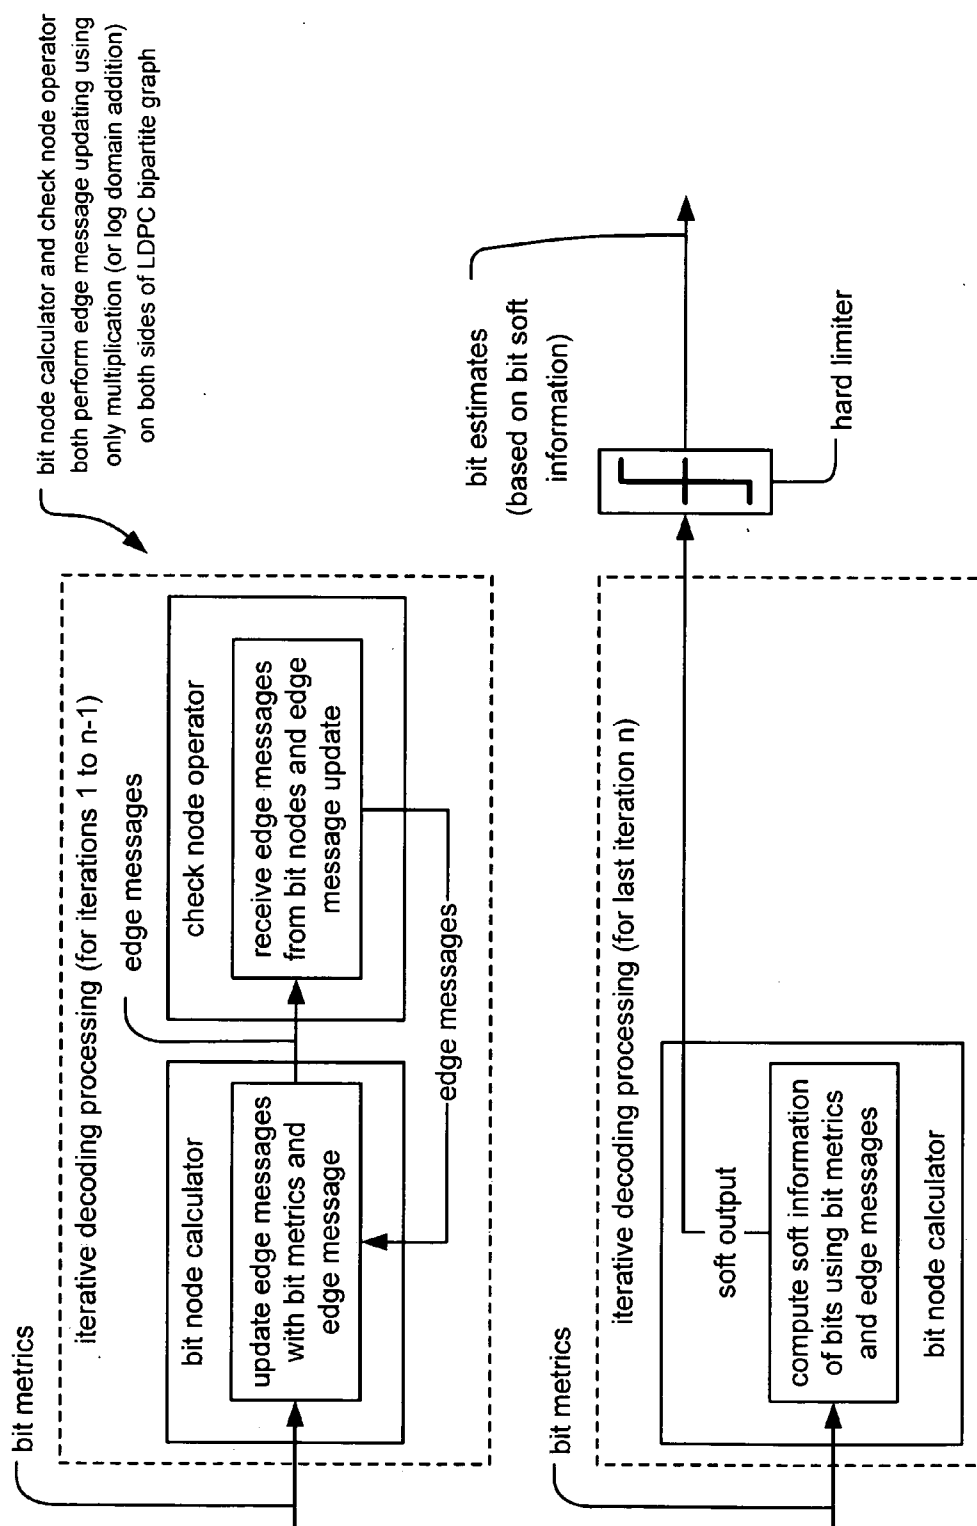 bit node calculator and check node operator
both perform edge message updating using
only multiplication (or log domain addition)
on both sides of LDPC bipartite graph
bit metrics
iterative decoding processing (for iterations 1 to n-1)
edge messages
bit node calculator
update edge messages
with bit metrics and
edge message
check node operator
receive edge messages
from bit nodes and edge
message update
edge messages
bit metrics
iterative decoding processing (for last iteration n)
soft output
compute soft information
of bits using bit metrics
and edge messages
bit node calculator
bit estimates
(based on bit soft
information)
hard limiter